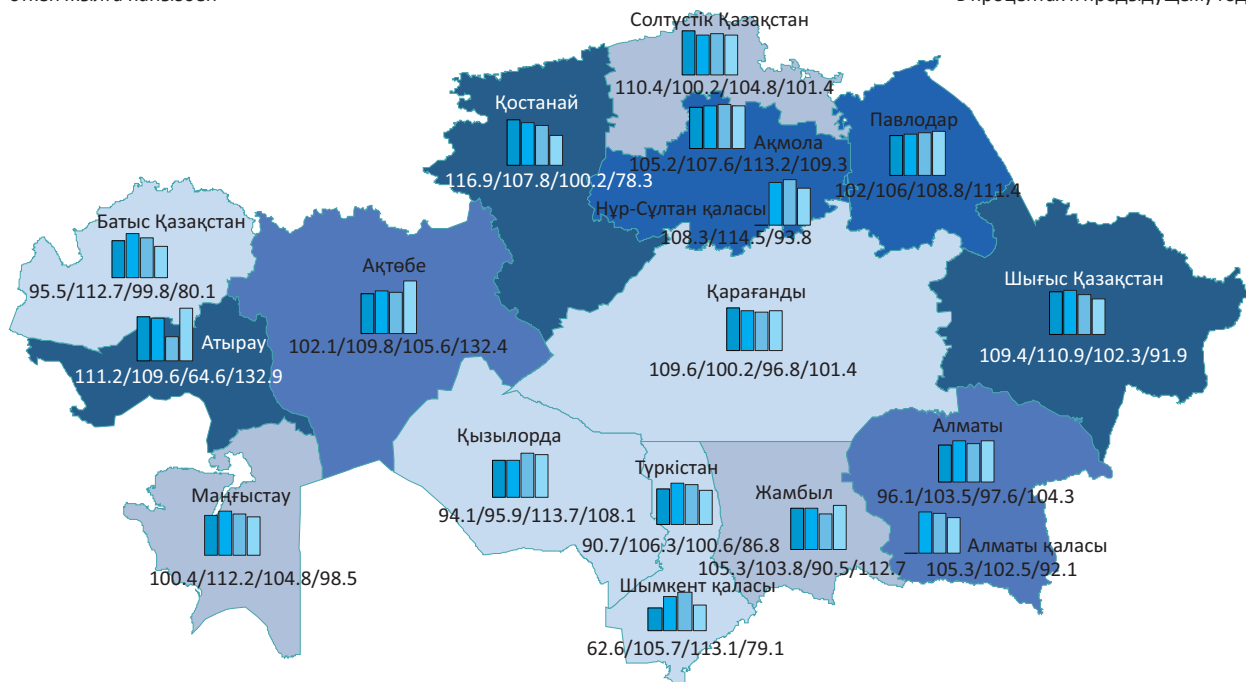 Солтүстік Қазақстан
110.4/100.2/104.8/101.4
Қостанай
116.9/107.8/100.2/78.3
Ақмола
105.2/107.6/113.2/109.3
Павлодар
102/106/108.8/111.4
Нұр-Сұлтан қаласы
108.3/114.5/93.8
Батыс Қазақстан
95.5/112.7/99.8/80.1
Ақтөбе
102.1/109.8/105.6/132.4
Қарағанды
109.6/100.2/96.8/101.4
Шығыс Қазақстан
109.4/110.9/102.3/91.9
Атырау
111.2/109.6/64.6/132.9
Қызылорда
94.1/95.9/113.7/108.1
Түркістан
90.7/106.3/100.6/86.8
Жамбыл
105.3/103.8/90.5/112.7
Алматы
96.1/103.5/97.6/104.3
Алматы қаласы
105.3/102.5/92.1
Маңғыстау
100.4/112.2/104.8/98.5
Шымкент қаласы
62.6/105.7/113.1/79.1